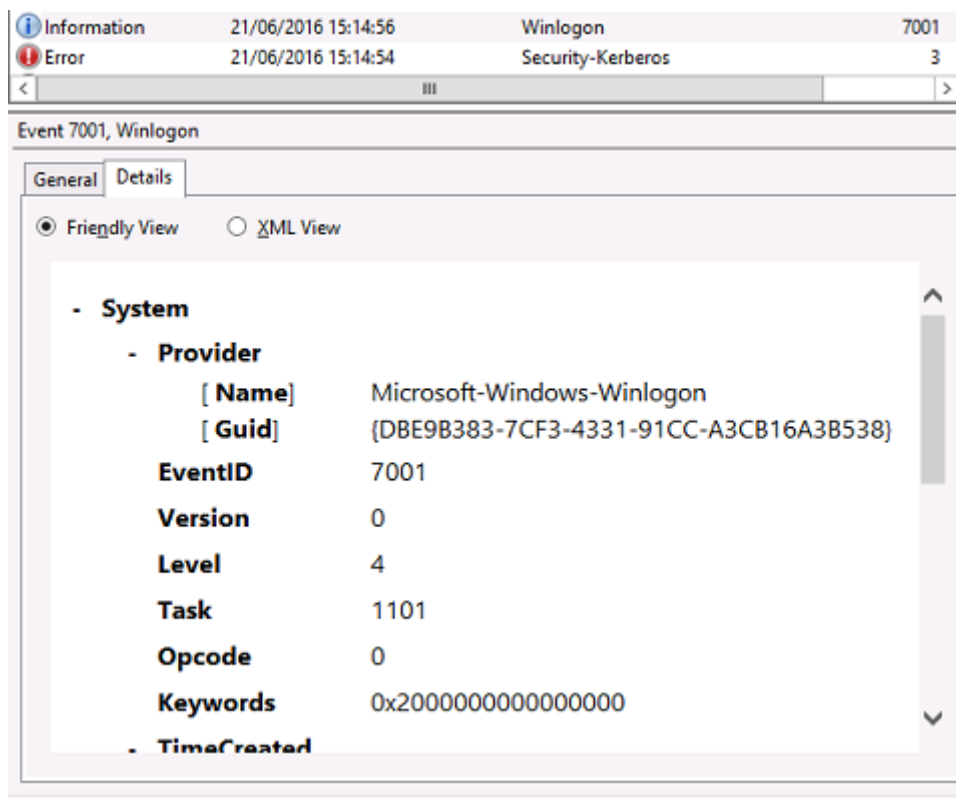 Information 21/06/2016 15:14:56 Winlogon 7001
Error 21/06/2016 15:14:54 Security-Kerberos 3
Event 7001, Winlogon
General Details
Friendly View XML View
- System
- Provider
[ Name] Microsoft-Windows-Winlogon
[ Guid] {DBE9B383-7CF3-4331-91CC-A3CB16A3B538}
EventID 7001
Version 0
Level 4
Task 1101
Opcode 0
Keywords 0x2000000000000000
- TimeCreated